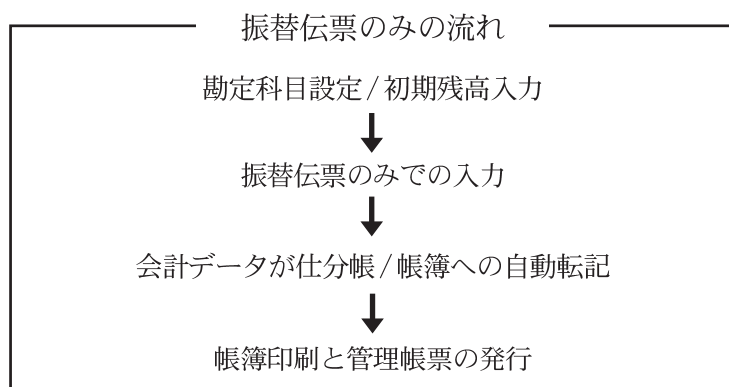 振替伝票のみの流れ
勘定科目設定/初期残高入力
振替伝票のみでの入力
会計データが仕分帳/帳簿への自動転記
帳簿印刷と管理帳票の発行